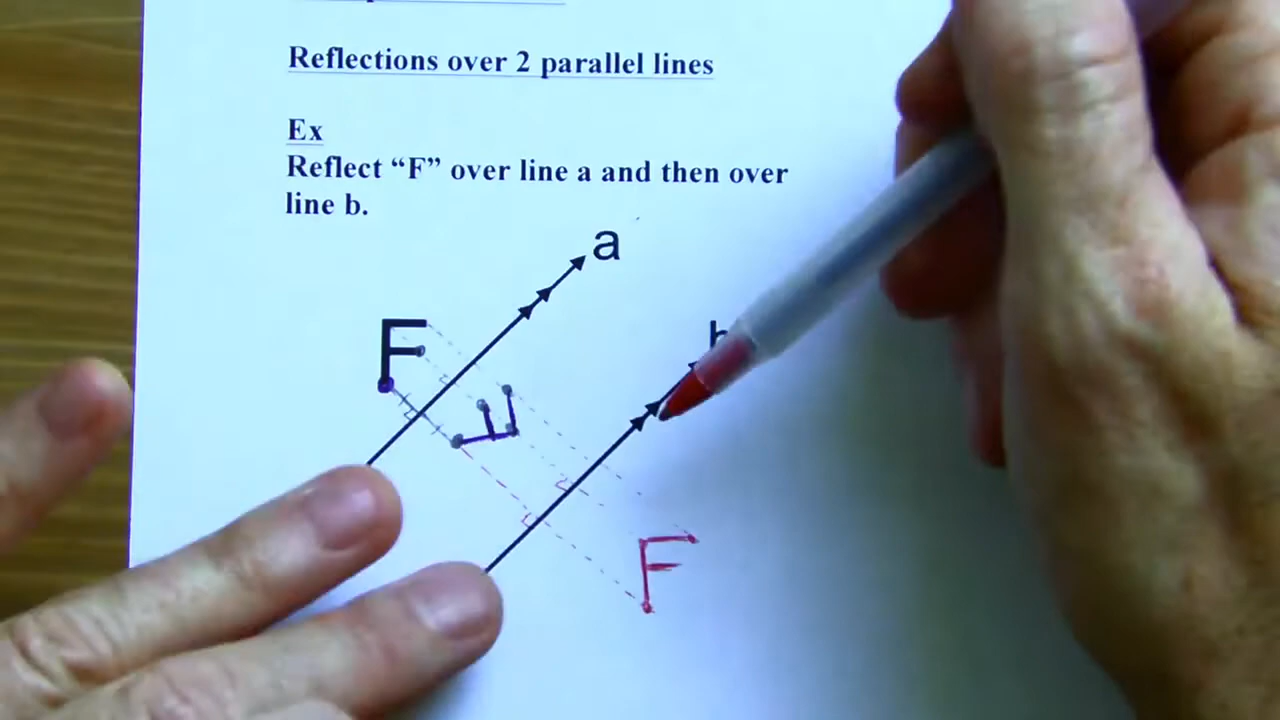 Reflections over 2 parallel lines
Ex
Reflect “F” over line a and then over
line b.
a
F
F
F